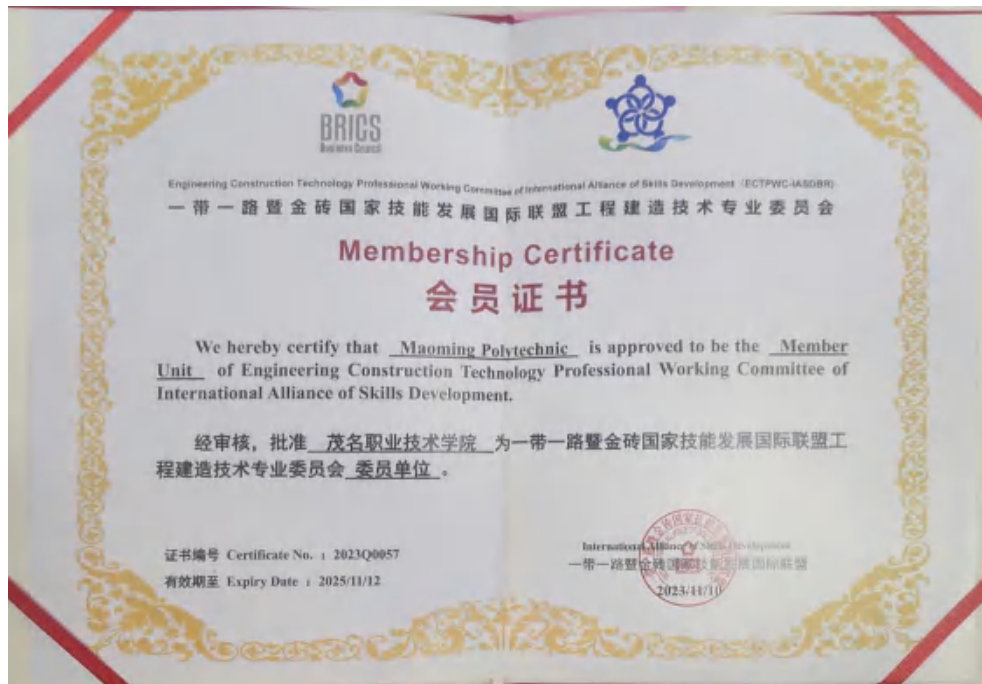 BRICS
Business Council
Engineering Construction Technology Professional Working Committee of International Alliance of Skills Development (ECTPWC-IASDBR)
一带一路暨金砖国家技能发展国际联盟工程建造技术专业委员会
Membership Certificate
会员证书
We hereby certify that Maoming Polytechnic is approved to be the Member
Unit of Engineering Construction Technology Professional Working Committee of
International Alliance of Skills Development.
经审核，批准 茂名职业技术学院 为一带一路暨金砖国家技能发展国际联盟工
程建造技术专业委员会 委员单位 。
证书编号 Certificate No. : 2023Q0057
有效期至 Expiry Date : 2025/11/12
International Alliance of Skills Development
一带一路暨金砖国家技能发展国际联盟
2023/11/10